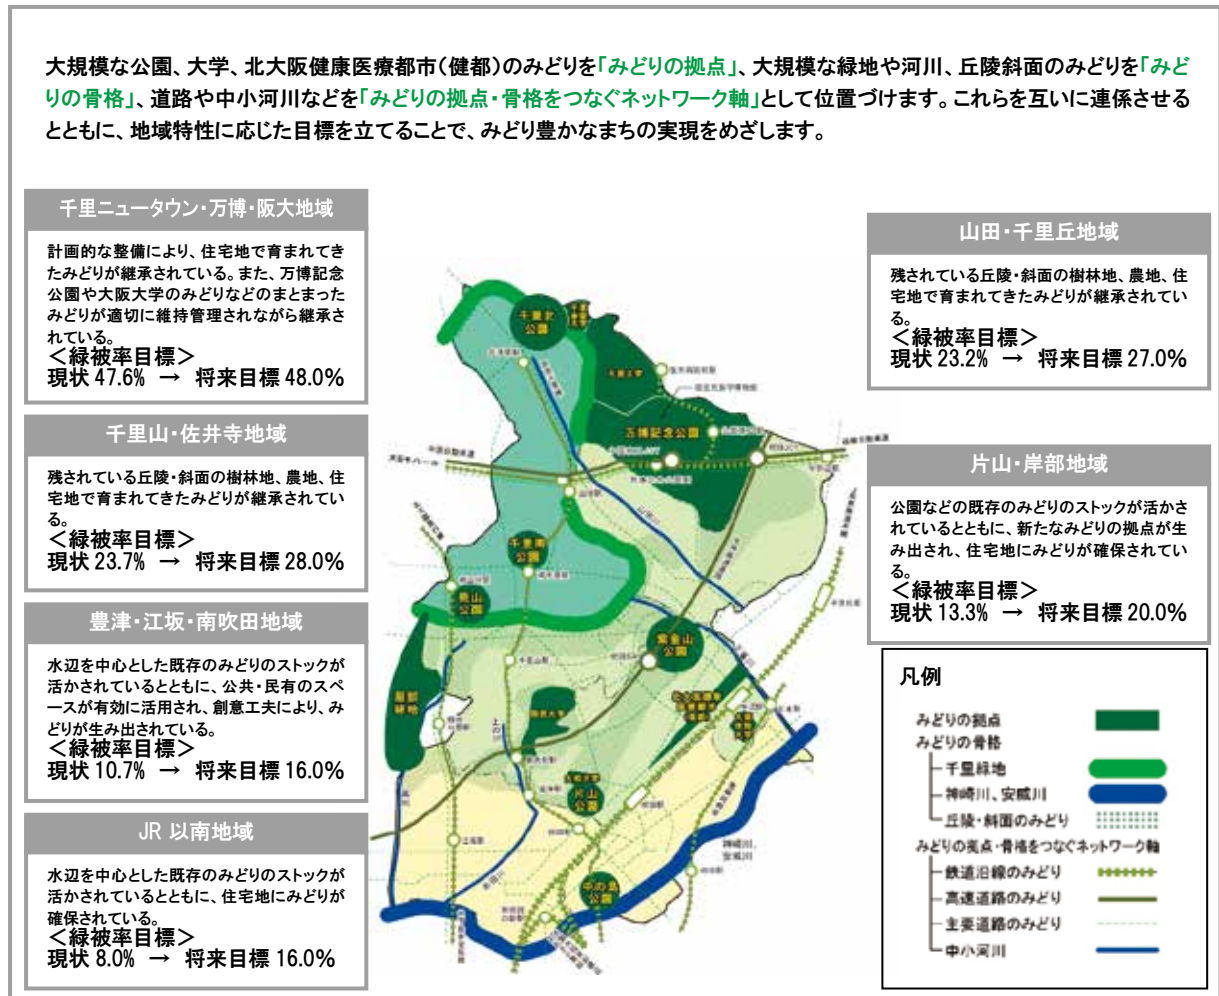 大規模な公園、大学、北大阪健康医療都市（健都）のみどりを「みどりの拠点」、大規模な緑地や河川、丘陵斜面のみどりを「みど
りの骨格」、道路や中小河川などを「みどりの拠点・骨格をつなぐネットワーク軸」として位置づけます。これらを互いに連係させる
とともに、地域特性に応じた目標を立てることで、みどり豊かなまちの実現をめざします。
千里ニュータウン・万博・阪大地域
計画的な整備により、住宅地で育まれてき
たみどりが継承されている。また、万博記念
公園や大阪大学のみどりなどのまとまった
みどりが適切に維持管理されながら継承さ
れている。
＜緑被率目標＞
現状 47.6% → 将来目標 48.0%
千里山・佐井寺地域
残されている丘陵・斜面の樹林地、農地、住
宅地で育まれてきたみどりが継承されてい
る。
＜緑被率目標＞
現状 23.7% → 将来目標 28.0%
豊津・江坂・南吹田地域
水辺を中心とした既存のみどりのストックが
活かされているとともに、公共・民有のスペ
ースが有効に活用され、創意工夫により、み
どりが生み出されている。
＜緑被率目標＞
現状 10.7% → 将来目標 16.0%
JR 以南地域
水辺を中心とした既存のみどりのストックが
活かされているとともに、住宅地にみどりが
確保されている。
＜緑被率目標＞
現状 8.0% → 将来目標 16.0%
千里北
公園
大阪大学
万博記念公園
千里南
公園
桃山
公園
紫金山
公園
服部
緑地
関西大学
片山
公園
中の島
公園
神崎川、
安威川
山田・千里丘地域
残されている丘陵・斜面の樹林地、農地、住
宅地で育まれてきたみどりが継承されてい
る。
＜緑被率目標＞
現状 23.2% → 将来目標 27.0%
片山・岸部地域
公園などの既存のみどりのストックが活か
されているとともに、新たなみどりの拠点が生
み出され、住宅地にみどりが確保されてい
る。
＜緑被率目標＞
現状 13.3% → 将来目標 20.0%
凡例
みどりの拠点
みどりの骨格
千里緑地
神崎川、安威川
丘陵・斜面のみどり
みどりの拠点・骨格をつなぐネットワーク軸
鉄道沿線のみどり
高速道路のみどり
主要道路のみどり
中小河川